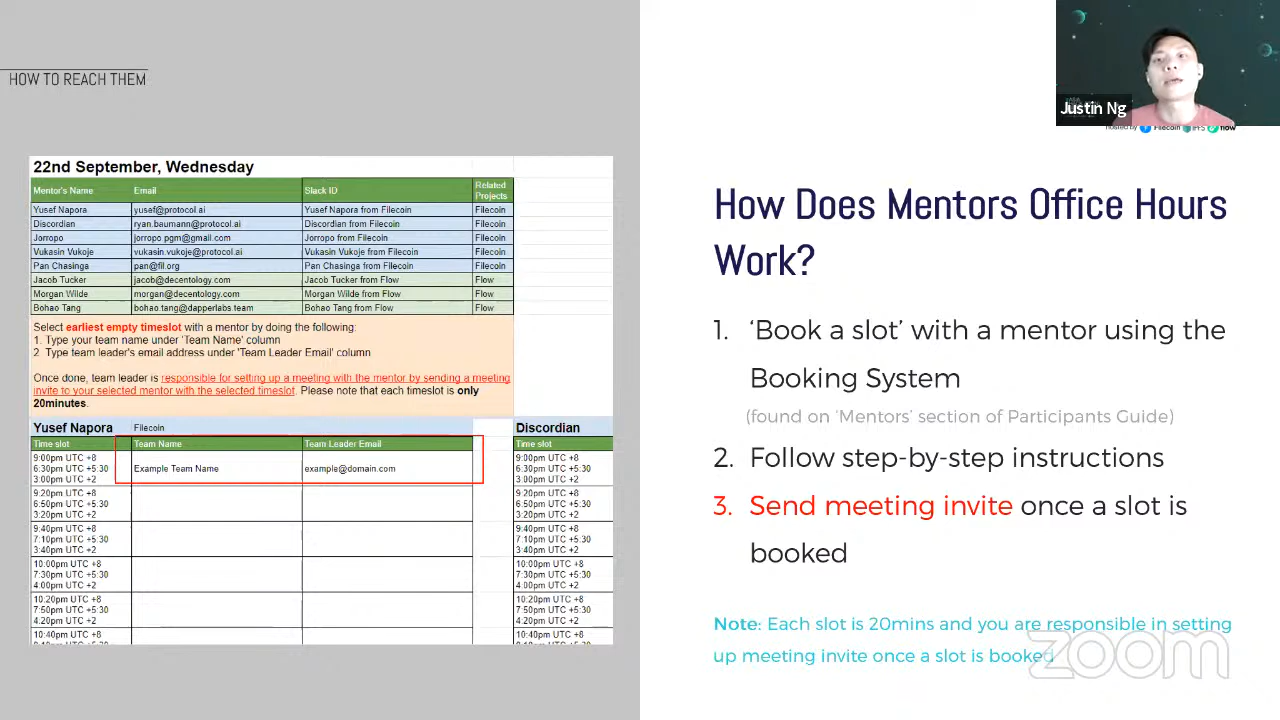 HOW TO REACH THEM
22nd September, Wednesday
Mentor's Name Email Slack ID Related Projects
Yusef Napora yusef@protocol.ai Yusef Napora from Filecoin Filecoin
Discordian ryan.baumann@protocol.ai Discordian from Filecoin Filecoin
Jorropo jorropo.pgm@gmail.com Jorropo from Filecoin Filecoin
Vukasin Vukoje vukasin.vukoje@protocol.ai Vukasin Vukoje from Filecoin Filecoin
Pan Chasinga pan@fil.org Pan Chasinga from Filecoin Filecoin
Jacob Tucker jacob@decentology.com Jacob Tucker from Flow Flow
Morgan Wilde morgan@decentology.com Morgan Wilde from Flow Flow
Bohao Tang bohao.tang@dapperlabs.team Bohao Tang from Flow Flow
Select earliest empty timeslot with a mentor by doing the following:
1. Type your team name under 'Team Name' column
2 Type team leader's email address under 'Team Leader Email' column
Once done, team leader is responsible for setting up a meeting with the mentor by sending a meeting
invite to your selected mentor with the selected timeslot. Please note that each timeslot is only
20minutes.
Yusef Napora Filecoin Discordian
Time slot Team Name Team Leader Email Time slot
9:00pm UTC +8 9:00pm UTC +8
6:30pm UTC +5:30 Example Team Name example@domain.com 6:30pm UTC +5:30
3:00pm UTC +2 3:00pm UTC +2
9:20pm UTC +8 9:20pm UTC +8
6:50pm UTC +5:30 6:50pm UTC +5:30
3:20pm UTC +2 3:20pm UTC +2
9:40pm UTC +8 9:40pm UTC +8
7:10pm UTC +5:30 7:10pm UTC +5:30
3:40pm UTC +2 3:40pm UTC +2
10:00pm UTC +8 10:00pm UTC +8
7:30pm UTC +5:30 7:30pm UTC +5:30
4:00pm UTC +2 4:00pm UTC +2
10:20pm UTC +8 10:20pm UTC +8
7:50pm UTC +5:30 7:50pm UTC +5:30
4:20pm UTC +2 4:20pm UTC +2
10:40pm UTC +8 10:40pm UTC +8
Justin Ng
hosted by Filecoin IPFS flow
How Does Mentors Office Hours
Work?
1. ‘Book a slot’ with a mentor using the
Booking System
(found on ‘Mentors’ section of Participants Guide)
2. Follow step-by-step instructions
3. Send meeting invite once a slot is
booked
Note: Each slot is 20mins and you are responsible in setting
up meeting invite once a slot is booked
zoom